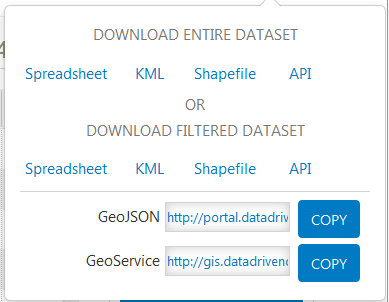 DOWNLOAD ENTIRE DATASET
Spreadsheet KML Shapefile API
OR
DOWNLOAD FILTERED DATASET
Spreadsheet KML Shapefile API
GeoJSON http://portal.datadriv COPY
GeoService http://gis.datadriven COPY